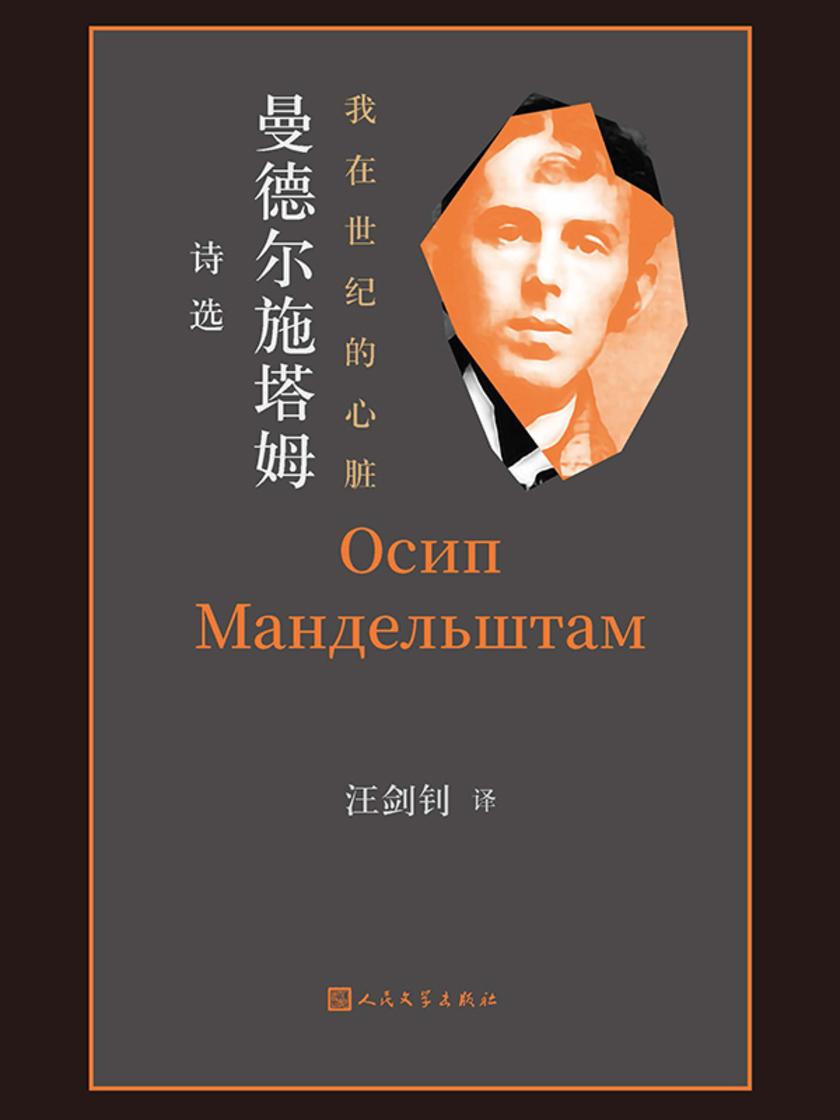 我在世纪的心脏
曼德尔施塔姆
诗选
Осип
Мандельштам
汪剑钊 译
人民文学出版社